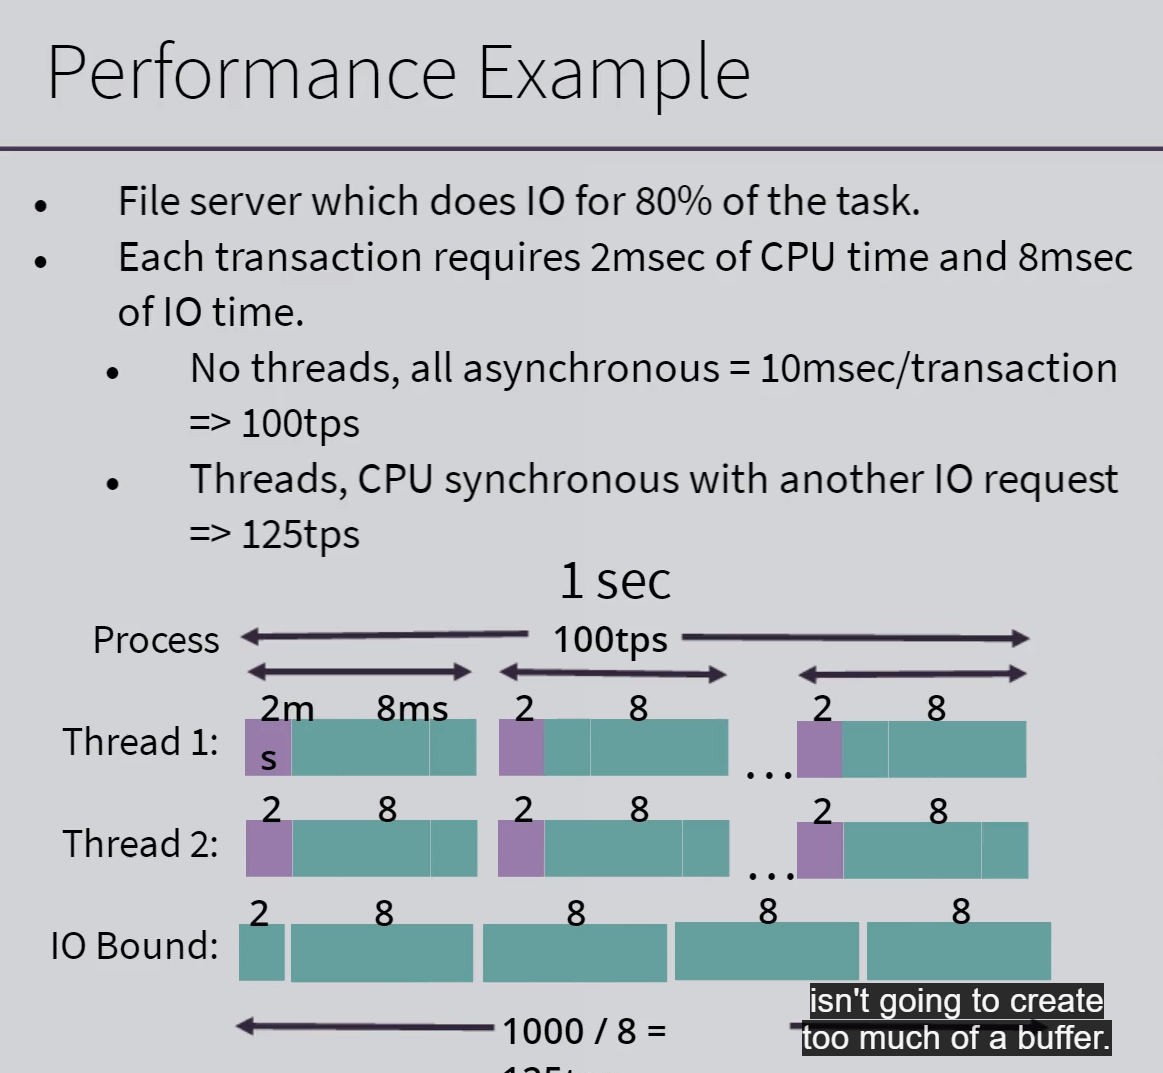 Performance Example
• File server which does IO for 80% of the task.
• Each transaction requires 2msec of CPU time and 8msec
of IO time.
• No threads, all asynchronous = 10msec/transaction
=> 100tps
• Threads, CPU synchronous with another IO request
=> 125tps
1 sec
Process 100tps
2m 8ms 2 8 2 8
Thread 1: s ...
2 8 2 8 2 8
Thread 2: ...
2 8 8 8 8
IO Bound:
isn't going to create
1000 / 8 = too much of a buffer.